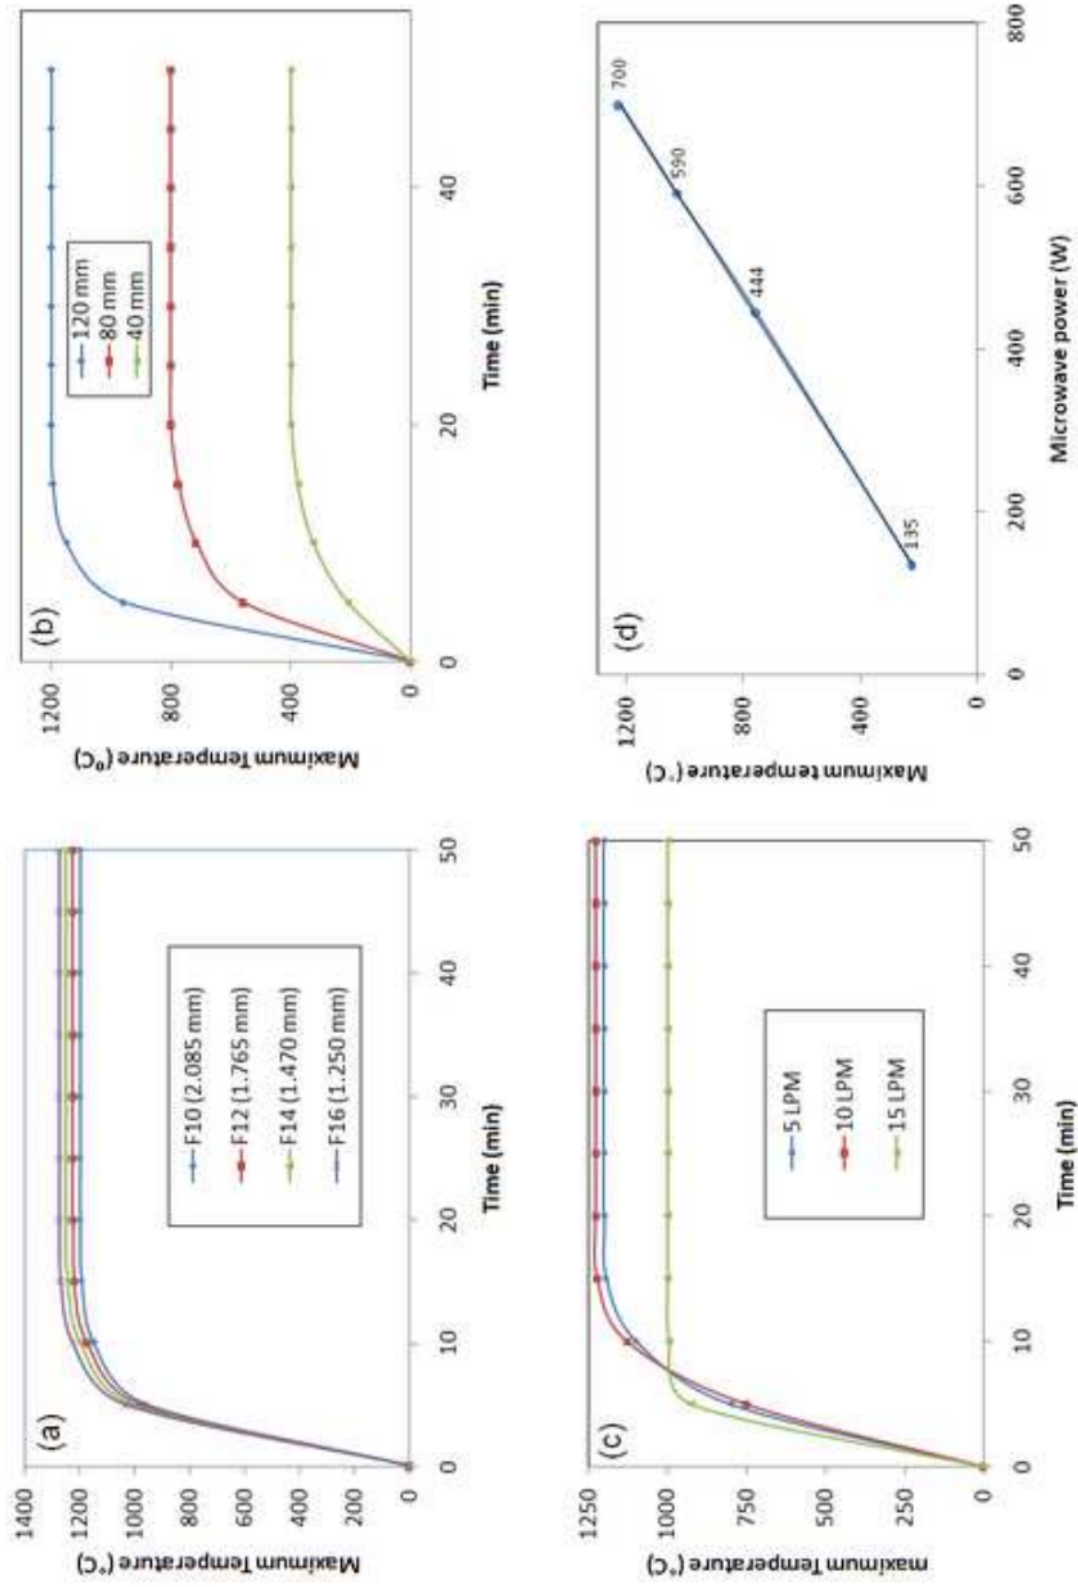 (a)
Maximum Temperature (°C)
1400
1200
1000
800
600
400
200
0
0
10
20
30
40
50
Time (min)
F10 (2.085 mm)
F12 (1.765 mm)
F14 (1.470 mm)
F16 (1.250 mm)
(b)
Maximum Temperature (⁰C)
1200
800
400
0
0
20
40
Time (min)
120 mm
80 mm
40 mm
(c)
maximum Temperature (°C)
1250
1000
750
500
250
0
0
10
20
30
40
50
Time (min)
5 LPM
10 LPM
15 LPM
(d)
Maximum temperature (°C)
1200
800
400
0
0
200
400
600
800
Microwave power (W)
135
444
590
700